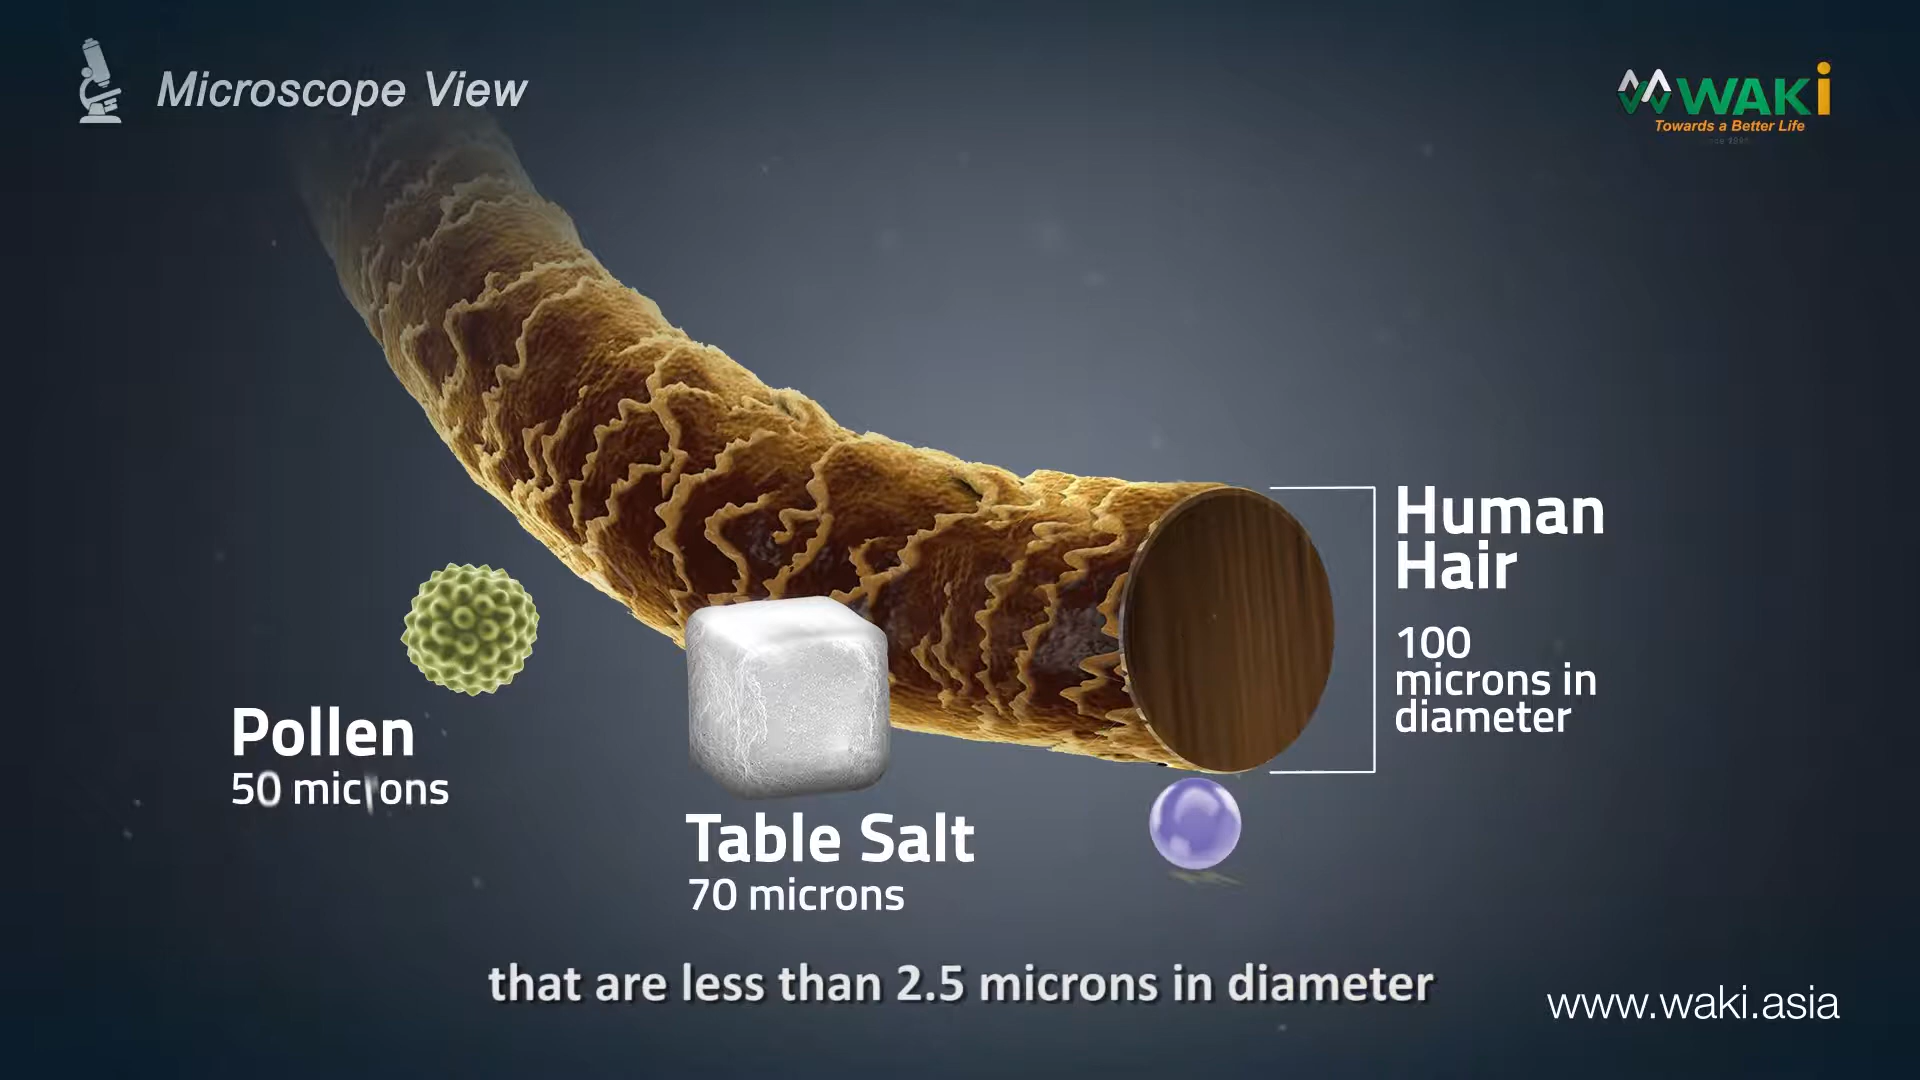 Microscope View
WAKi
Towards a Better Life
Human
Hair
100
microns in
diameter
Pollen
50 microns
Table Salt
70 microns
that are less than 2.5 microns in diameter
www.waki.asia